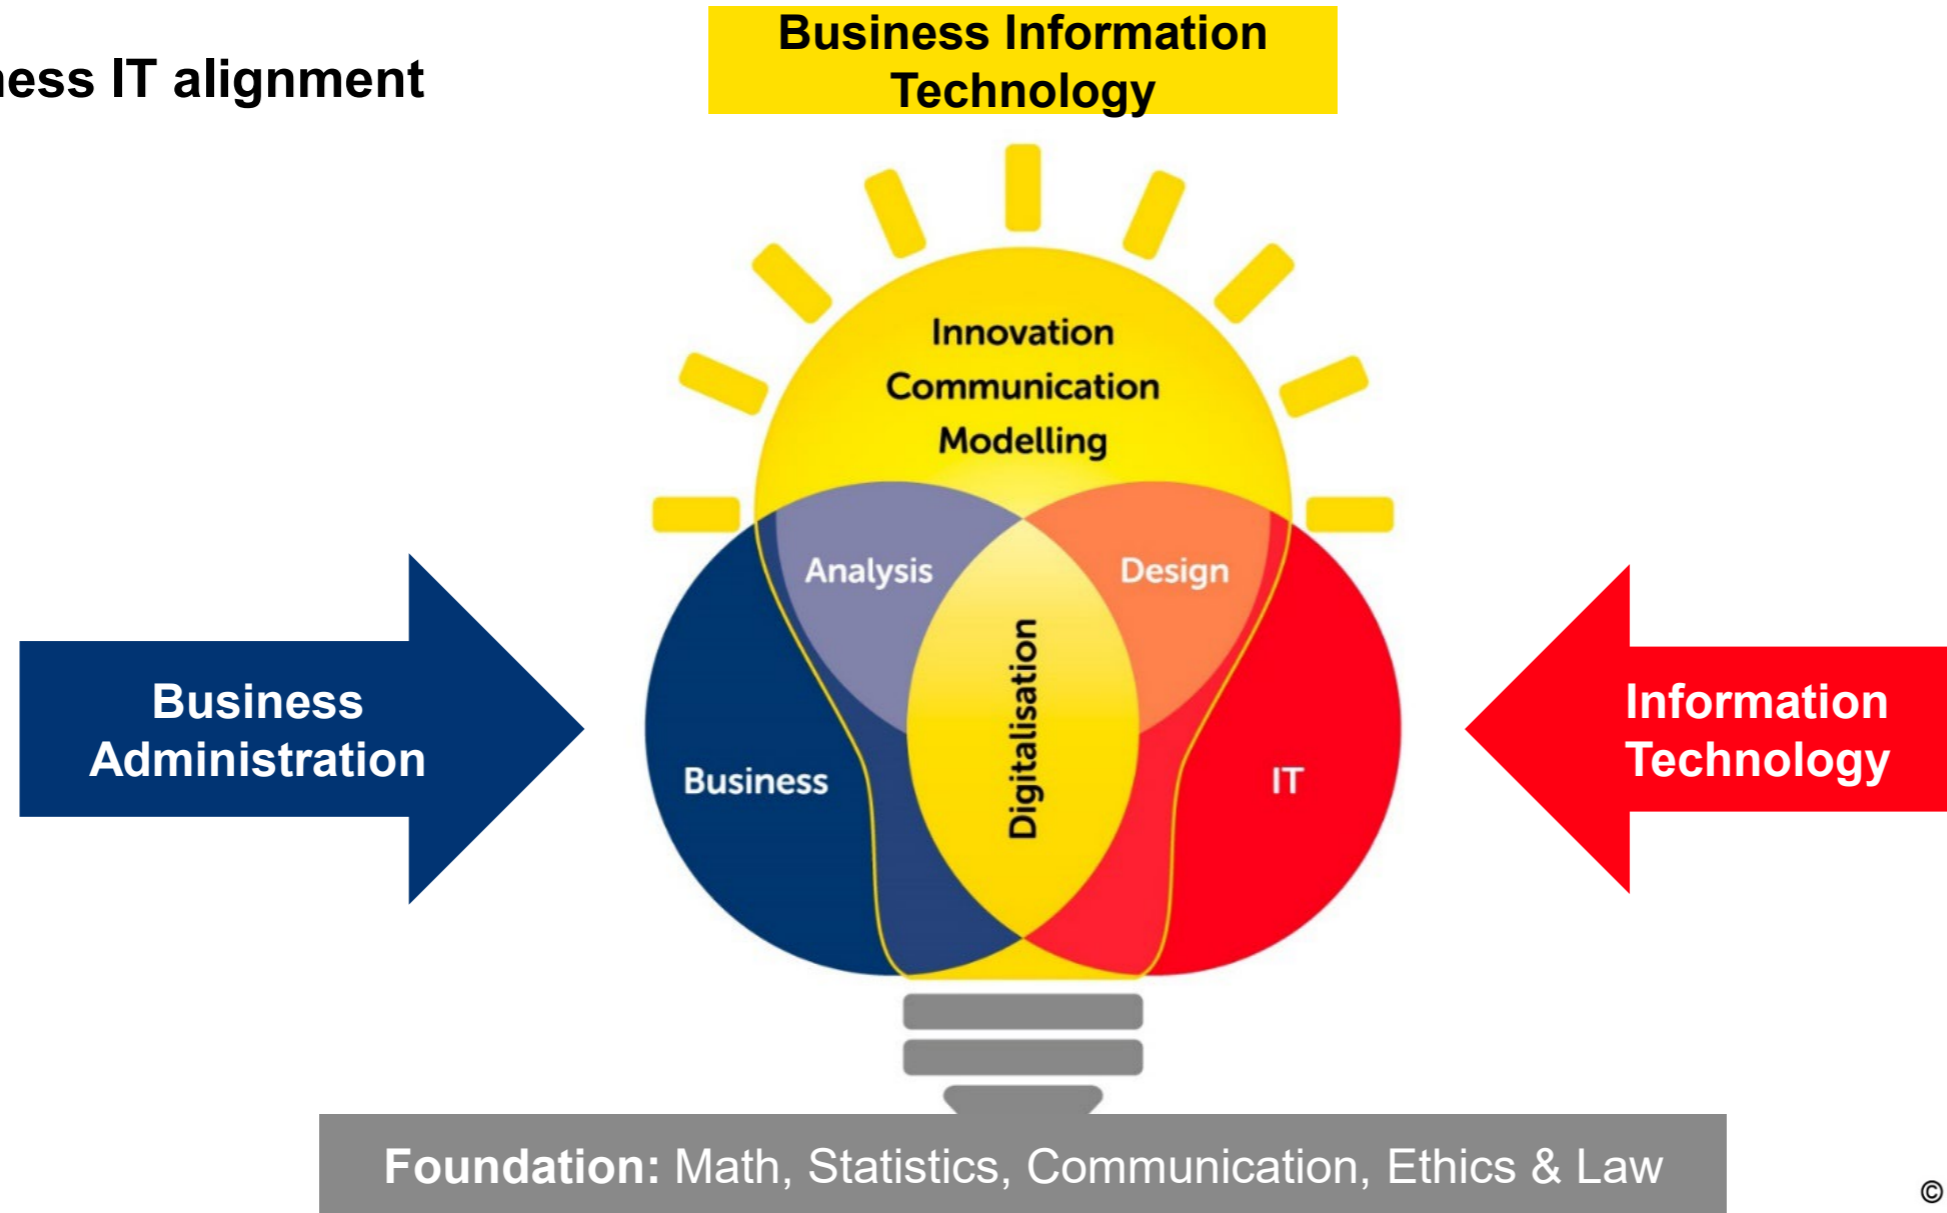 ness IT alignment
Business Information
Technology
Innovation
Communication
Modelling
Analysis
Design
Digitalisation
Business
Administration
Business
IT
Information
Technology
Foundation: Math, Statistics, Communication, Ethics & Law
©